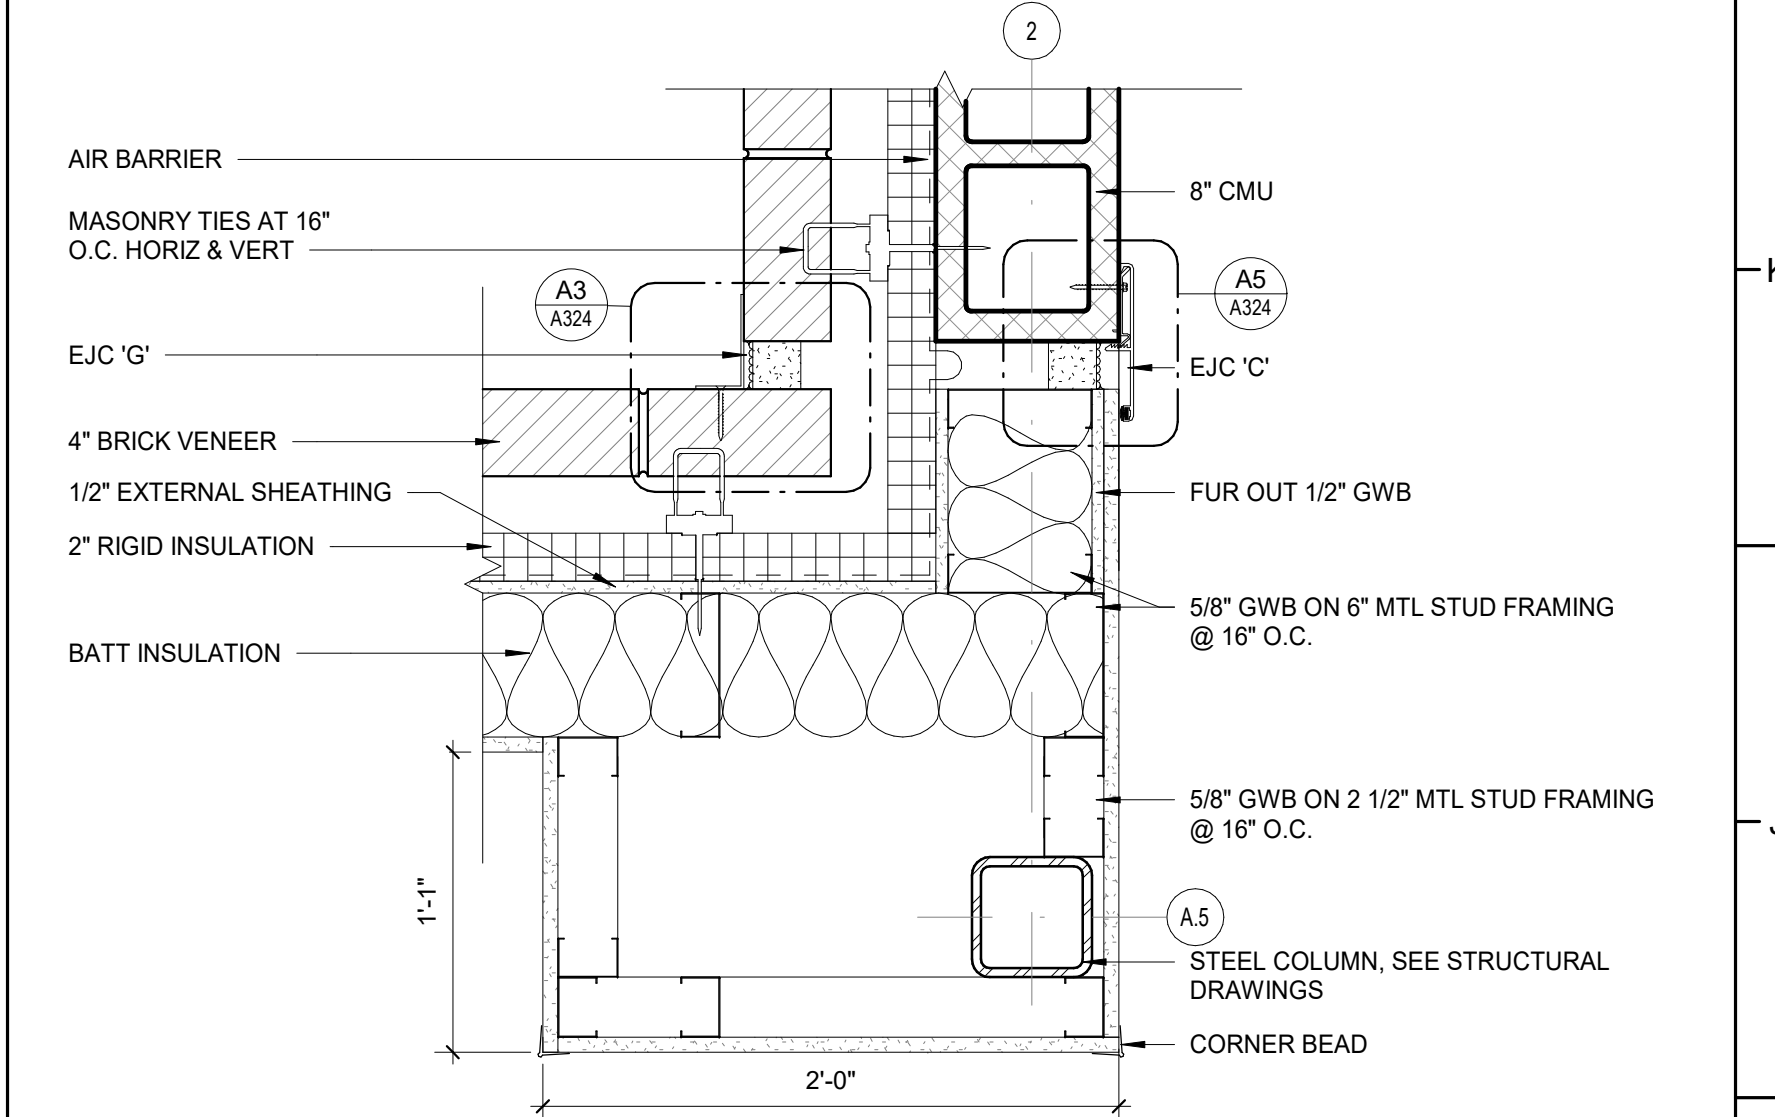 2
AIR BARRIER
8" CMU
MASONRY TIES AT 16"
O.C. HORIZ & VERT
A3
A324
A5
A324
EJC 'G'
EJC 'C'
4" BRICK VENEER
1/2" EXTERNAL SHEATHING
FUR OUT 1/2" GWB
2" RIGID INSULATION
5/8" GWB ON 6" MTL STUD FRAMING
@ 16" O.C.
BATT INSULATION
5/8" GWB ON 2 1/2" MTL STUD FRAMING
@ 16" O.C.
1'-1"
A.5
STEEL COLUMN, SEE STRUCTURAL
DRAWINGS
CORNER BEAD
2'-0"